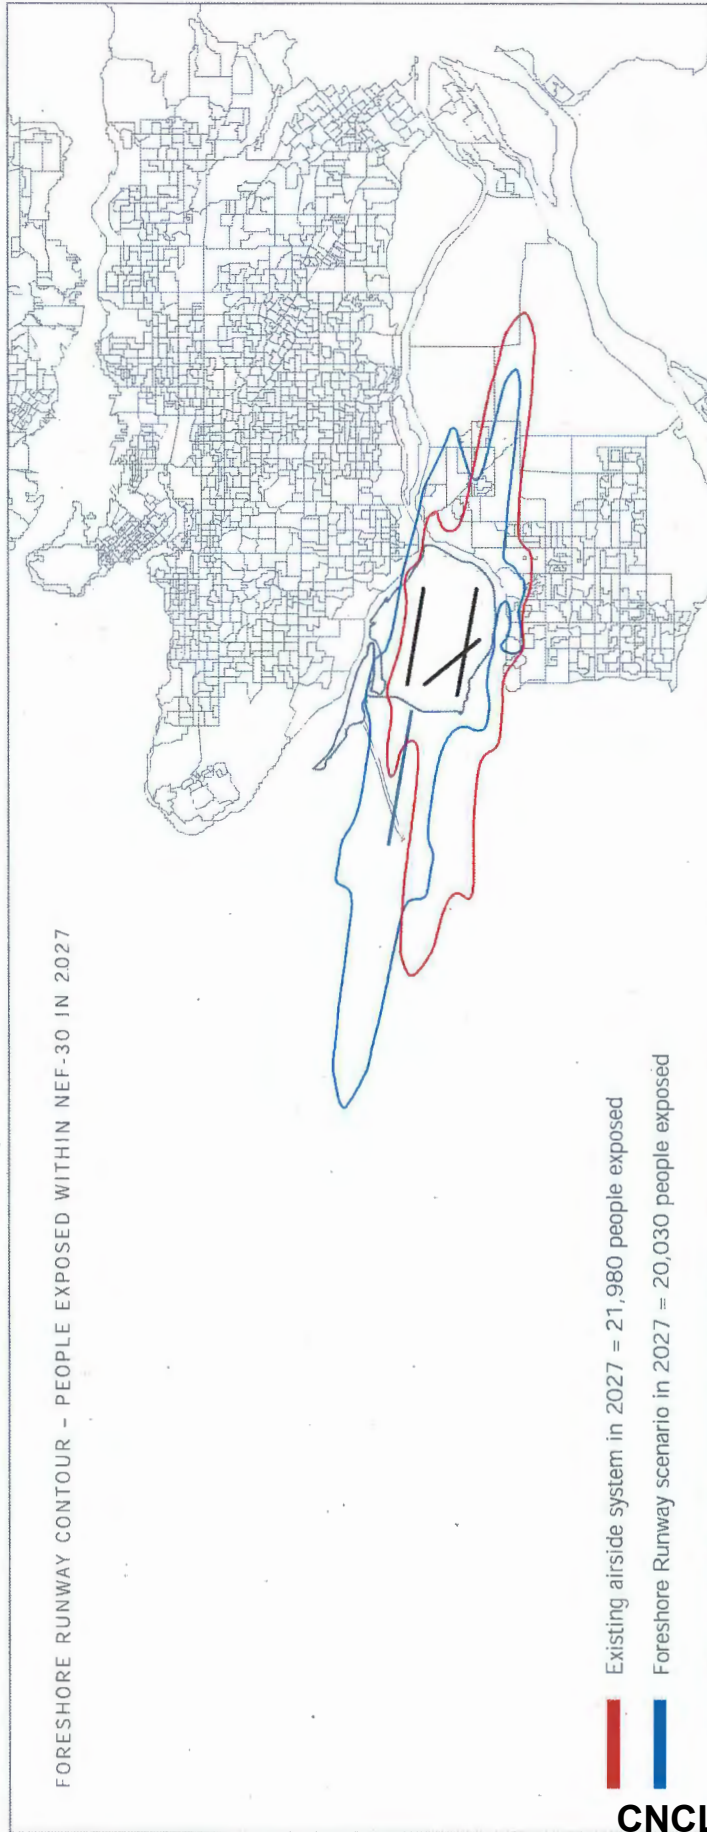 FORESHORE RUNWAY CONTOUR – PEOPLE EXPOSED WITHIN NEF-30 IN 2027
Existing airside system in 2027 = 21,980 people exposed
Foreshore Runway scenario in 2027 = 20,030 people exposed
CNCL